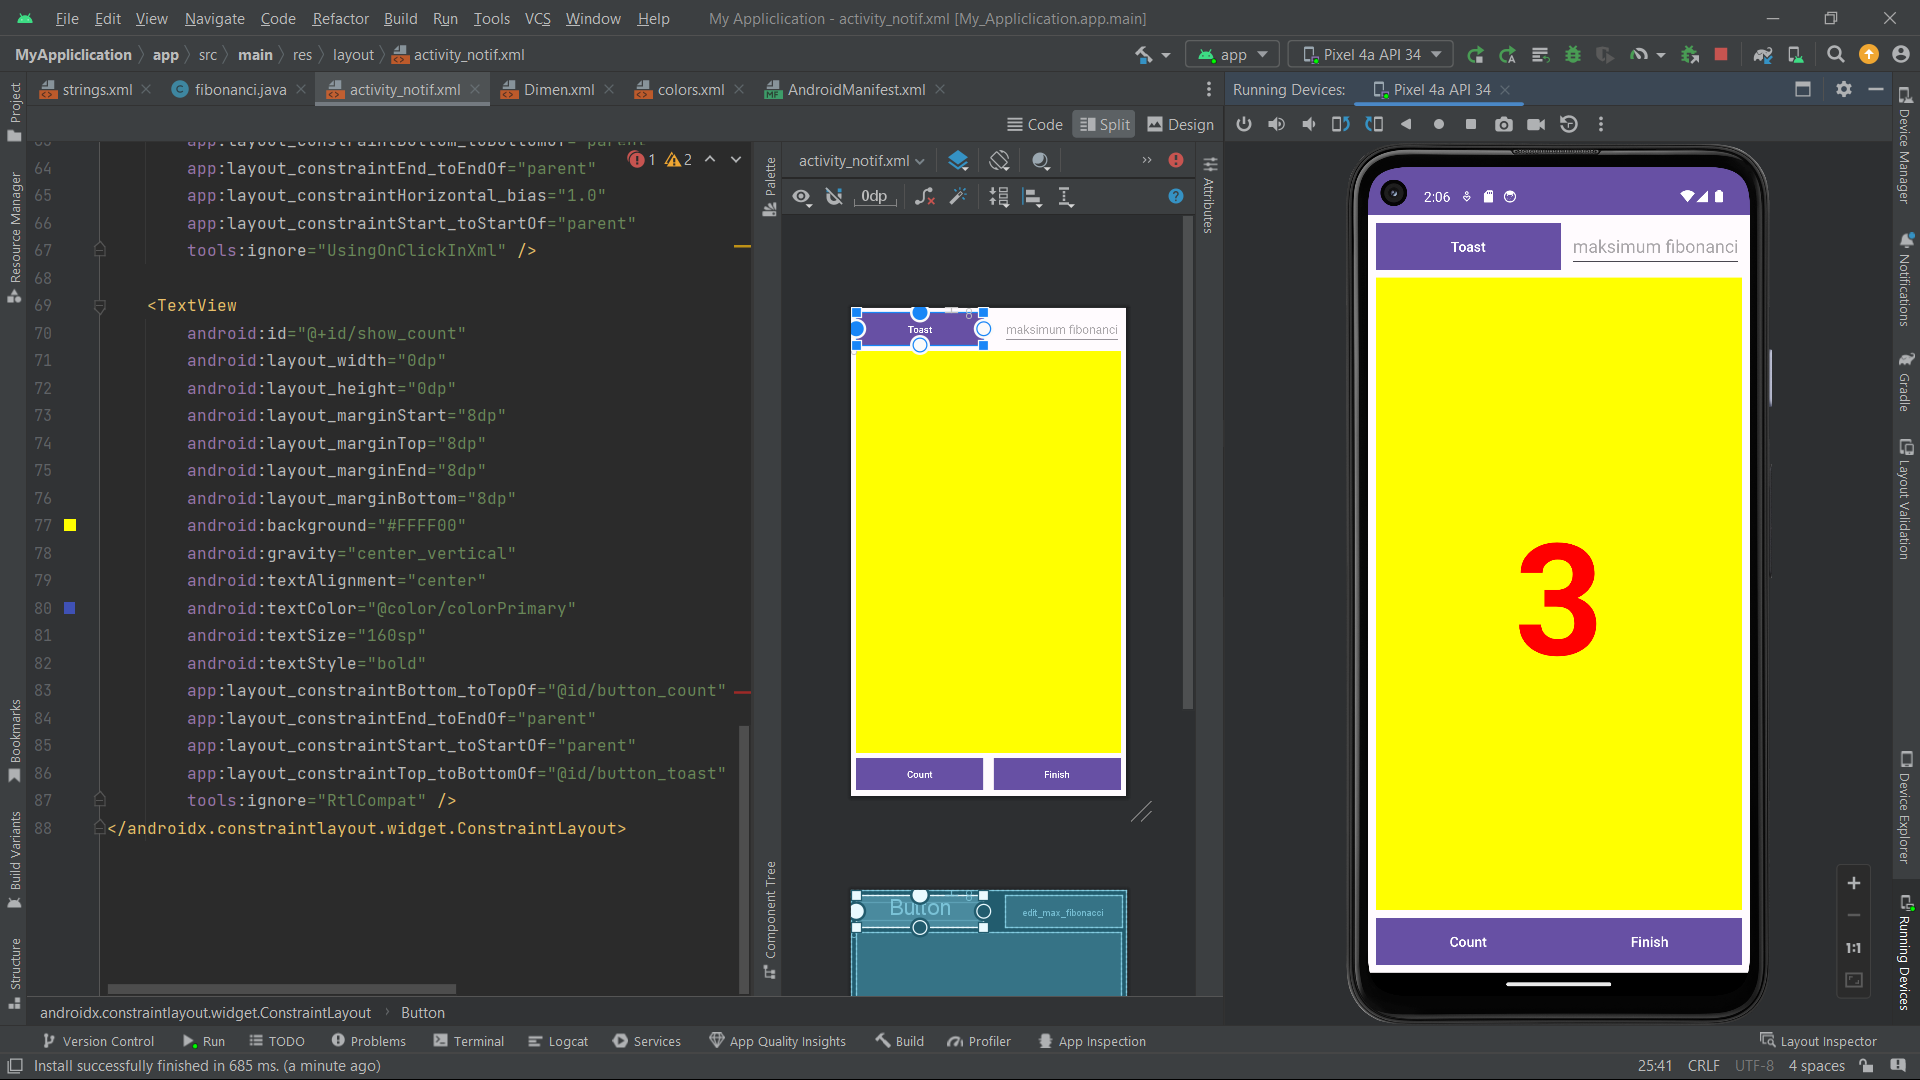 File Edit View Navigate Code Refactor Build Run Tools VCS Window Help My Appliclication - activity_notif.xml [My_Appliclication.app.main]
MyAppliclication app src main res layout activity_notif.xml app Pixel 4a API 34
strings.xml fibonanci.java activity_notif.xml Dimen.xml colors.xml AndroidManifest.xml Running Devices: Pixel 4a API 34
Code Split Design
app:layout_constraintBottom_toBottomOf="parent"
1 2
64 app:layout_constraintEnd_toEndOf="parent"
65 app:layout_constraintHorizontal_bias="1.0"
66 app:layout_constraintStart_toStartOf="parent"
67 tools:ignore="UsingOnClickInXml" />
68
69 <TextView
70 android:id="@+id/show_count"
71 android:layout_width="0dp"
72 android:layout_height="0dp"
73 android:layout_marginStart="8dp"
74 android:layout_marginTop="8dp"
75 android:layout_marginEnd="8dp"
76 android:layout_marginBottom="8dp"
77 android:background="#FFFF00"
78 android:gravity="center_vertical"
79 android:textAlignment="center"
80 android:textColor="@color/colorPrimary"
81 android:textSize="160sp"
82 android:textStyle="bold"
83 app:layout_constraintBottom_toTopOf="@id/button_count"
84 app:layout_constraintEnd_toEndOf="parent"
85 app:layout_constraintStart_toStartOf="parent"
86 app:layout_constraintTop_toBottomOf="@id/button_toast"
87 tools:ignore="RtlCompat" />
88 </androidx.constraintlayout.widget.ConstraintLayout>
activity_notif.xml
0dp
Toast maksimum fibonanci
Count Finish
Button edit_max_fibonacci
2:06
Toast maksimum fibonanci
3
Count Finish
1:1
Project
Resource Manager
Bookmarks
Build Variants
Structure
Palette
Component Tree
Attributes
Device Manager
Notifications
Gradle
Layout Validation
Device Explorer
Running Devices
androidx.constraintlayout.widget.ConstraintLayout Button
Version Control Run TODO Problems Terminal Logcat Services App Quality Insights Build Profiler App Inspection Layout Inspector
Install successfully finished in 685 ms. (a minute ago) 25:41 CRLF UTF-8 4 spaces